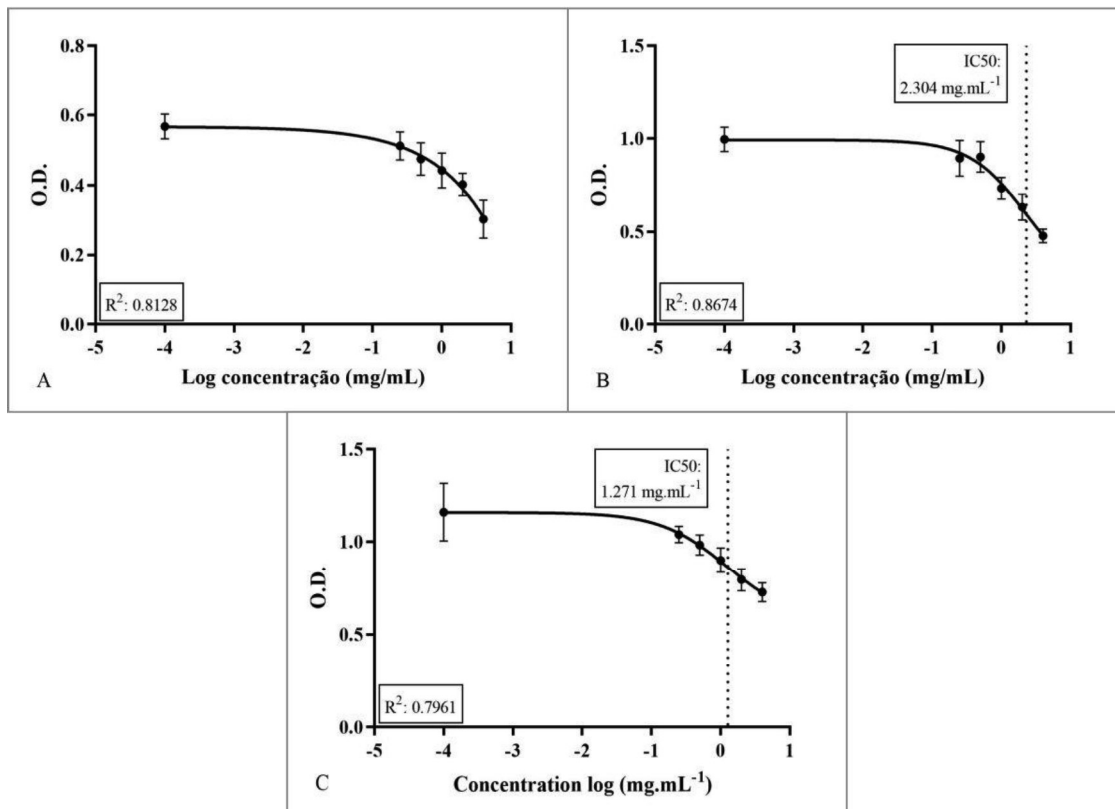 0.8
0.6
0.4
0.2
0.0
O.D.
R²: 0.8128
-5 -4 -3 -2 -1 0 1
Log concentração (mg/mL)
A
1.5
1.0
0.5
0.0
O.D.
IC50:
2.304 mg.mL⁻¹
R²: 0.8674
-5 -4 -3 -2 -1 0 1
Log concentração (mg/mL)
B
1.5
1.0
0.5
0.0
O.D.
IC50:
1.271 mg.mL⁻¹
R²: 0.7961
-5 -4 -3 -2 -1 0 1
Concentration log (mg.mL⁻¹)
C